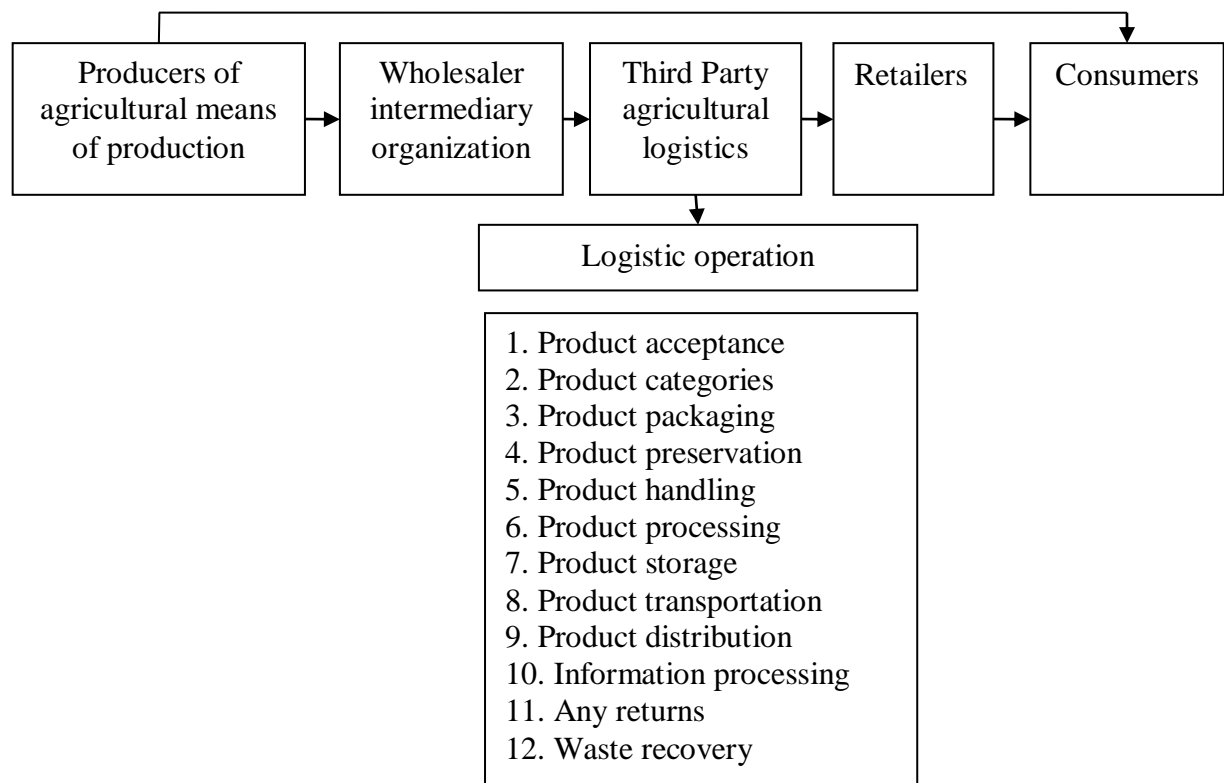 Producers of
agricultural means
of production
Wholesaler
intermediary
organization
Third Party
agricultural
logistics
Retailers
Consumers
Logistic operation
1. Product acceptance
2. Product categories
3. Product packaging
4. Product preservation
5. Product handling
6. Product processing
7. Product storage
8. Product transportation
9. Product distribution
10. Information processing
11. Any returns
12. Waste recovery